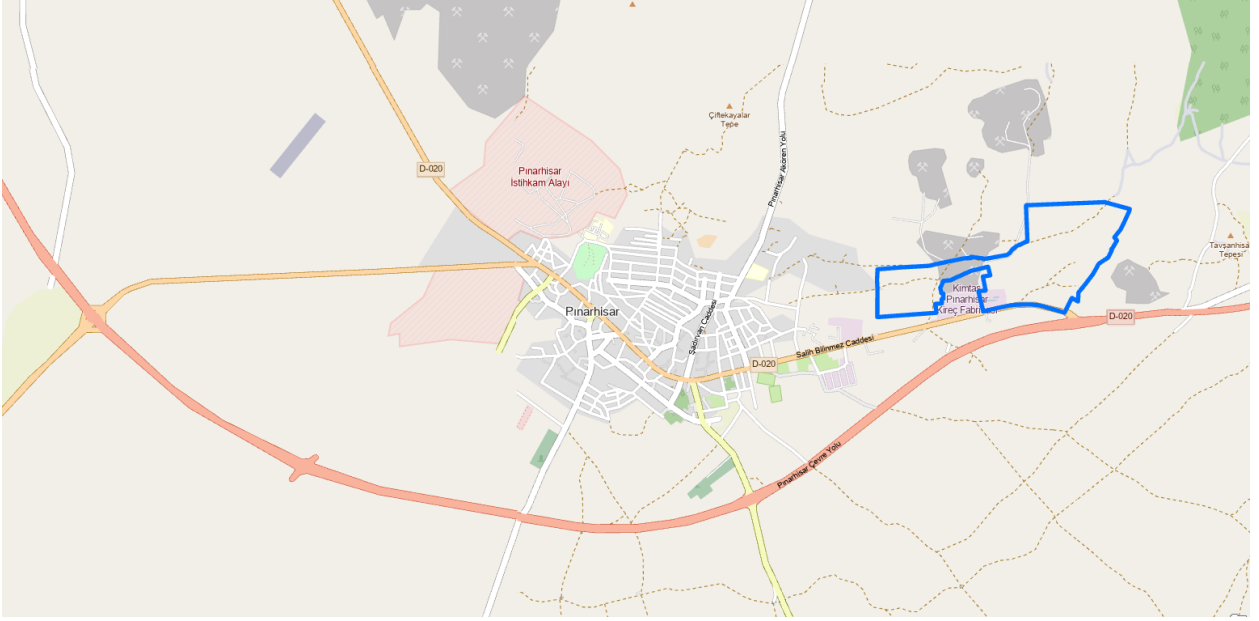 Çiftekayalar
Tepe
D-020
Pınarhisar
İstihkam Alayı
Pınarhisar Akören Yolu
Tavşanhisa
Tepesi
Kimtaş
Pınarhisar
Kireç Fabrikası
Pınarhisar
Şadırvan Caddesi
D-020
Salih Bilinmez Caddesi
D-020
Pınarhisar Çevre Yolu